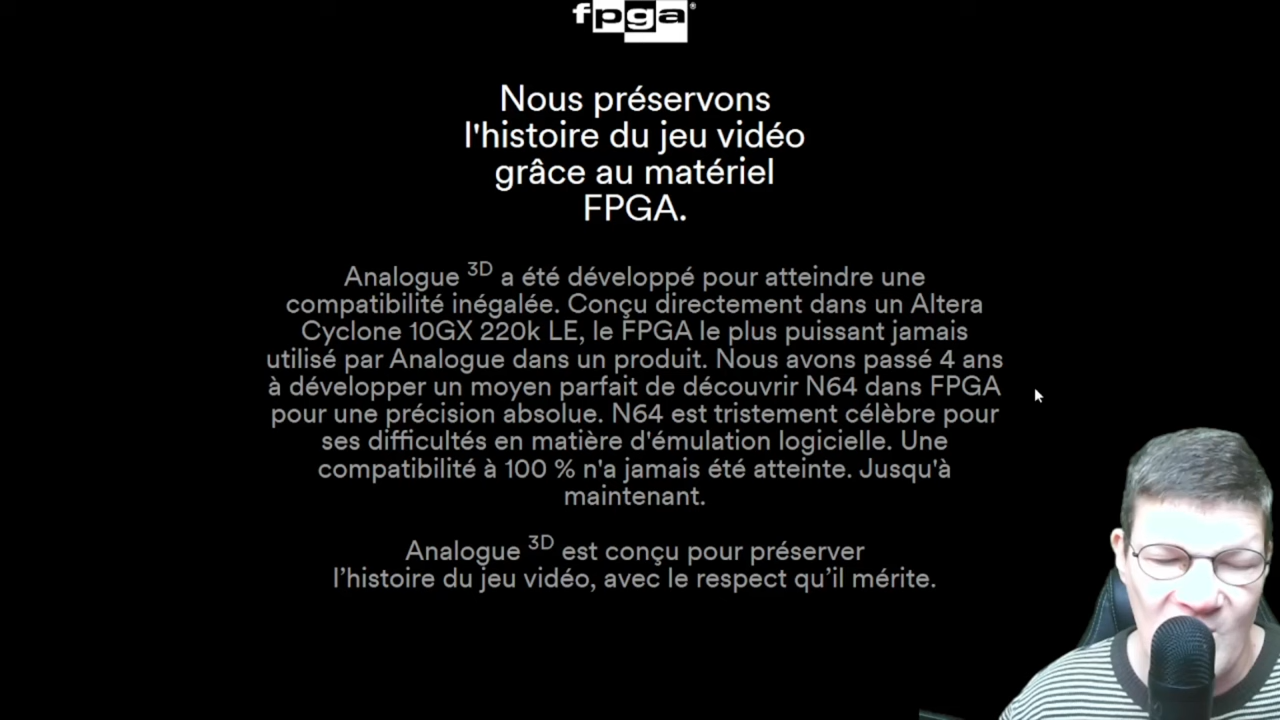 fpga®
Nous préservons
l'histoire du jeu vidéo
grâce au matériel
FPGA.
Analogue 3D a été développé pour atteindre une
compatibilité inégalée. Conçu directement dans un Altera
Cyclone 10GX 220k LE, le FPGA le plus puissant jamais
utilisé par Analogue dans un produit. Nous avons passé 4 ans
à développer un moyen parfait de découvrir N64 dans FPGA
pour une précision absolue. N64 est tristement célèbre pour
ses difficultés en matière d'émulation logicielle. Une
compatibilité à 100 % n'a jamais été atteinte. Jusqu'à
maintenant.
Analogue 3D est conçu pour préserver
l’histoire du jeu vidéo, avec le respect qu’il mérite.